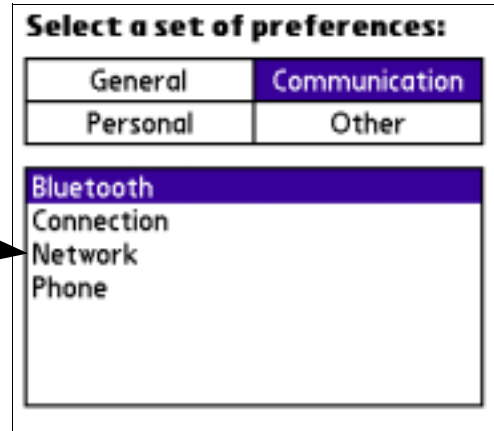 Select a set of preferences:
General Communication
Personal Other
Bluetooth
Connection
Network
Phone